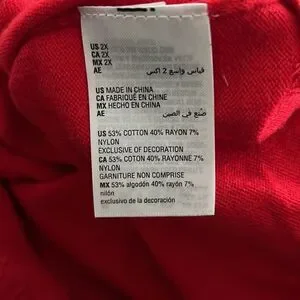 US 2X
CA 2X
MX 2X
AE قياس واسع 2 اكس
US MADE IN CHINA
CA FABRIQUÉ EN CHINE
MX HECHO EN CHINA
AE صنع في الصين
US 53% COTTON 40% RAYON 7%
NYLON
EXCLUSIVE OF DECORATION
CA 53% COTON 40% RAYONNE 7%
NYLON
GARNITURE NON COMPRISE
MX 53% algodón 40% rayón 7%
nilón
exclusivo de la decoración